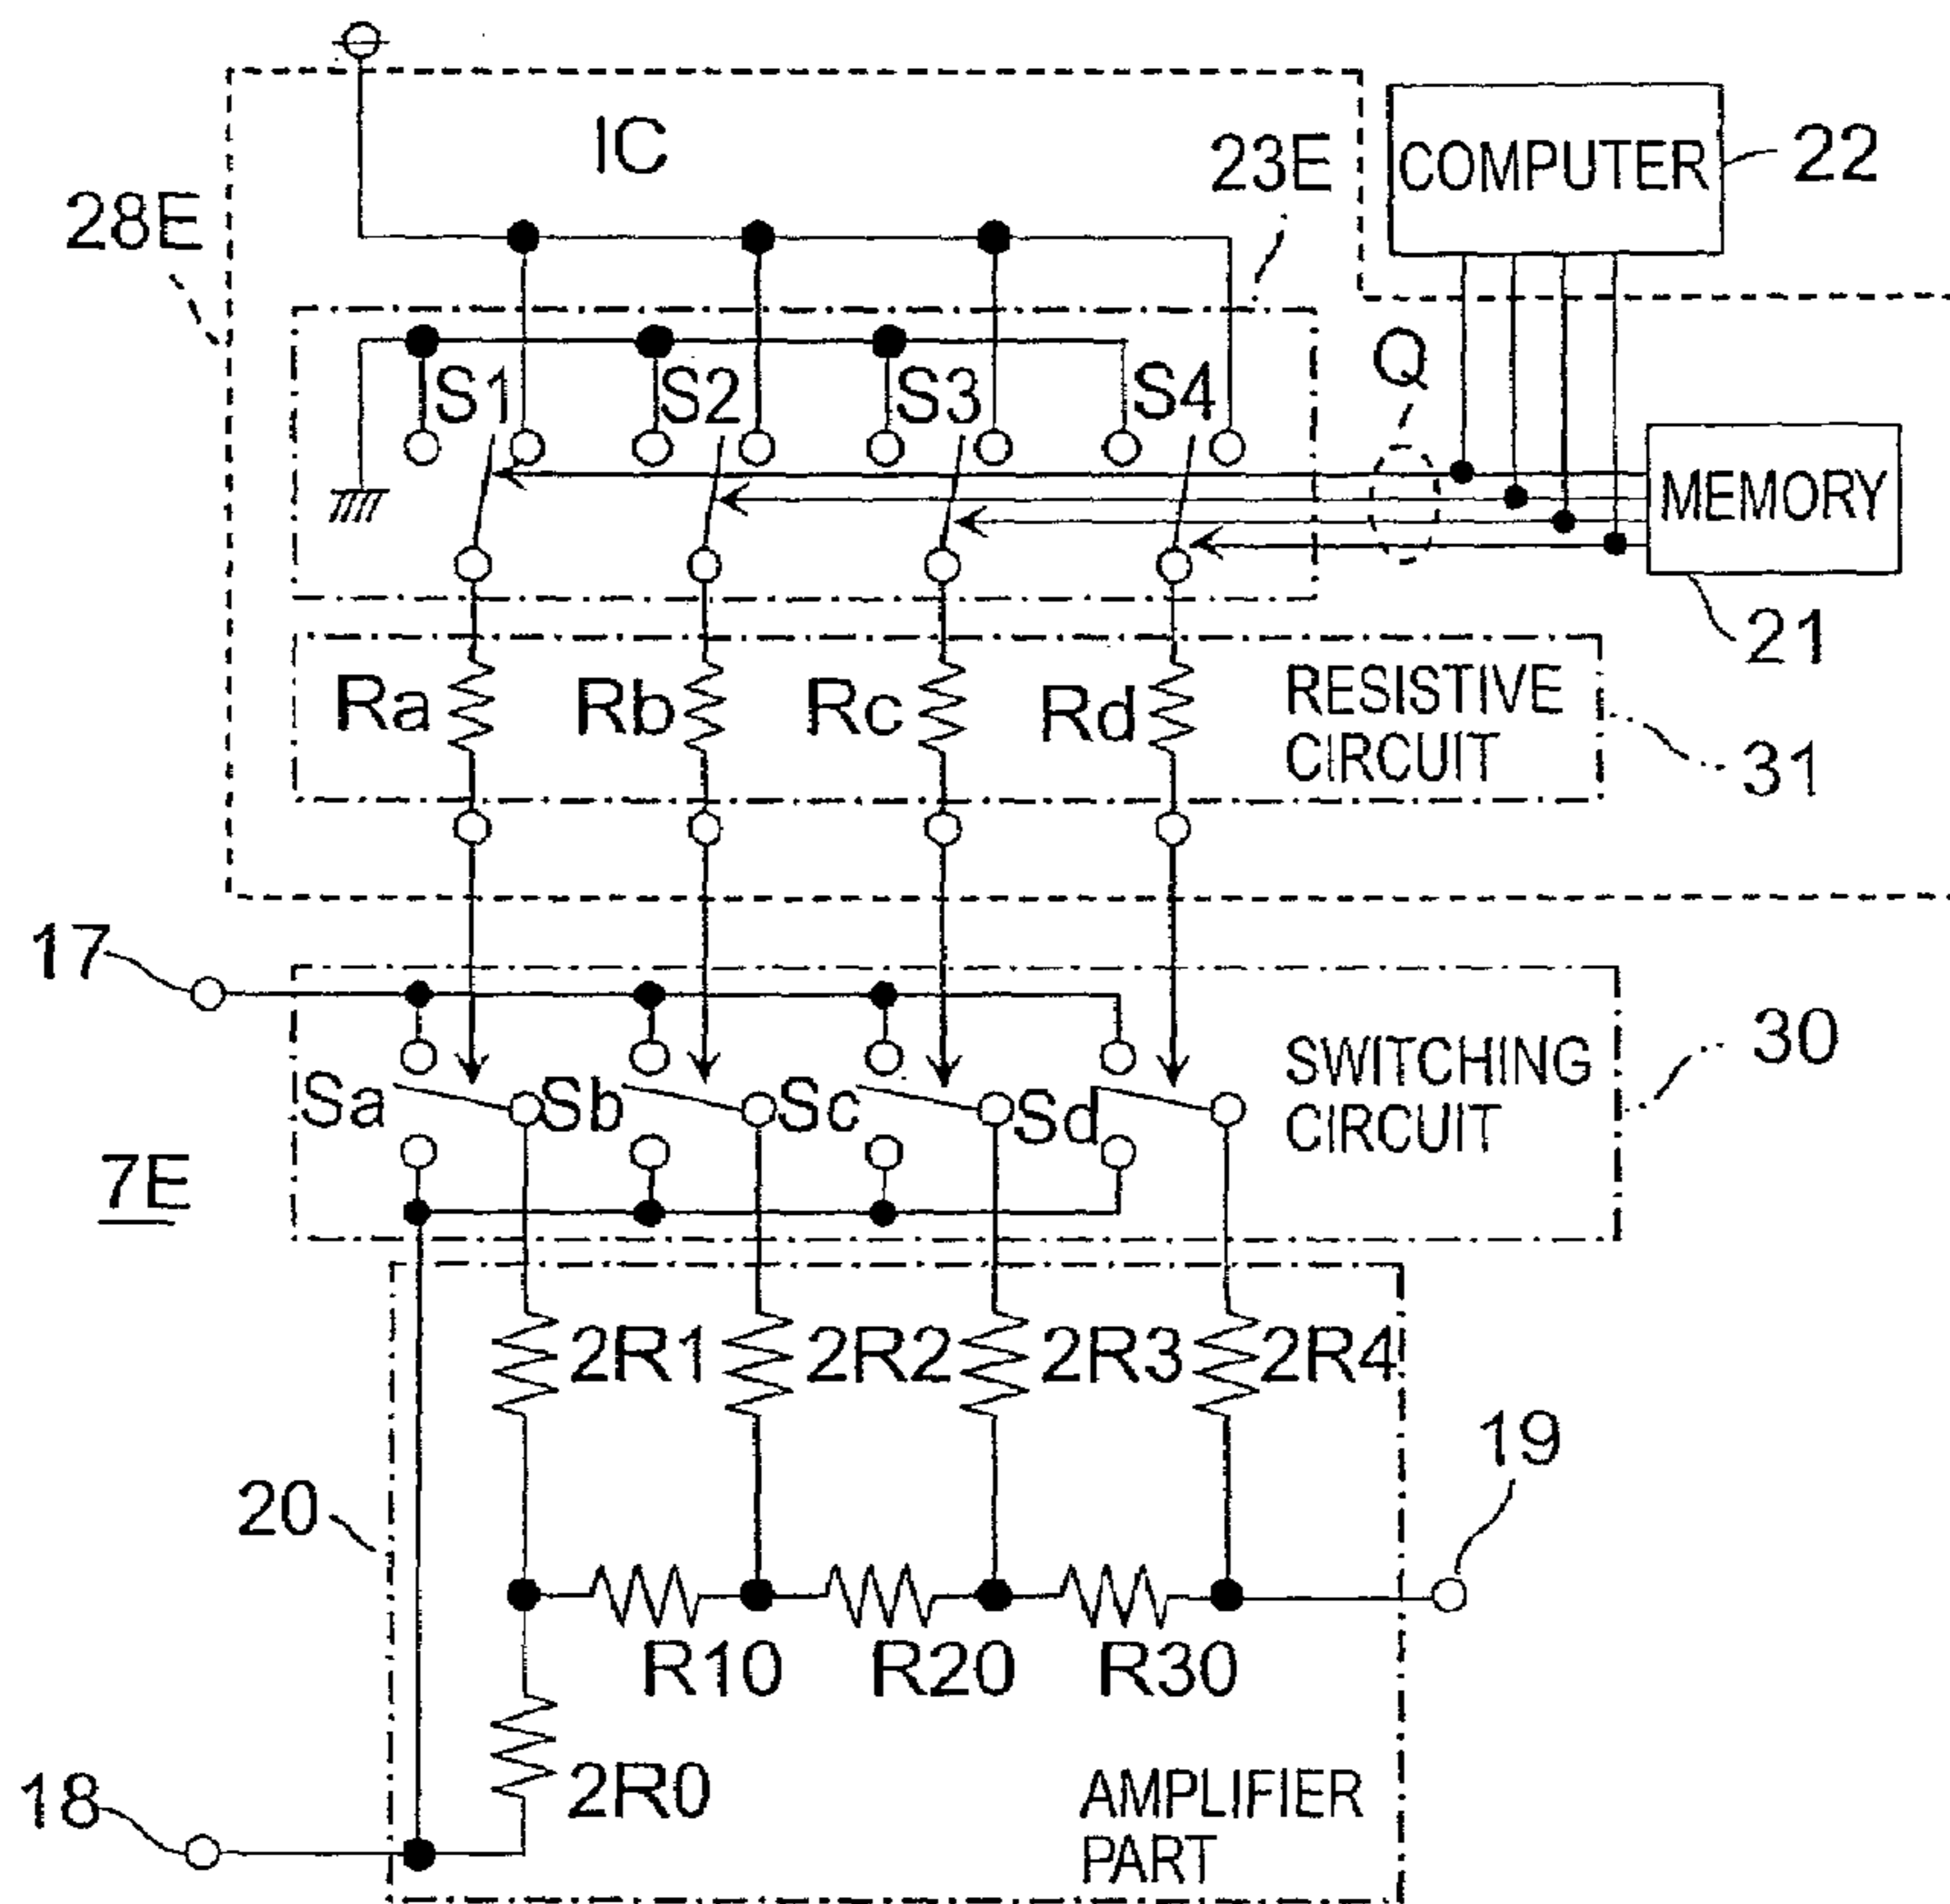 IC
COMPUTER
22
23E
28E
S1
S2
S3
S4
Q
MEMORY
21
Ra
Rb
Rc
Rd
RESISTIVE
CIRCUIT
31
17
Sa
Sb
Sc
Sd
SWITCHING
CIRCUIT
30
7E
2R1
2R2
2R3
2R4
19
20
R10
R20
R30
2R0
18
AMPLIFIER
PART